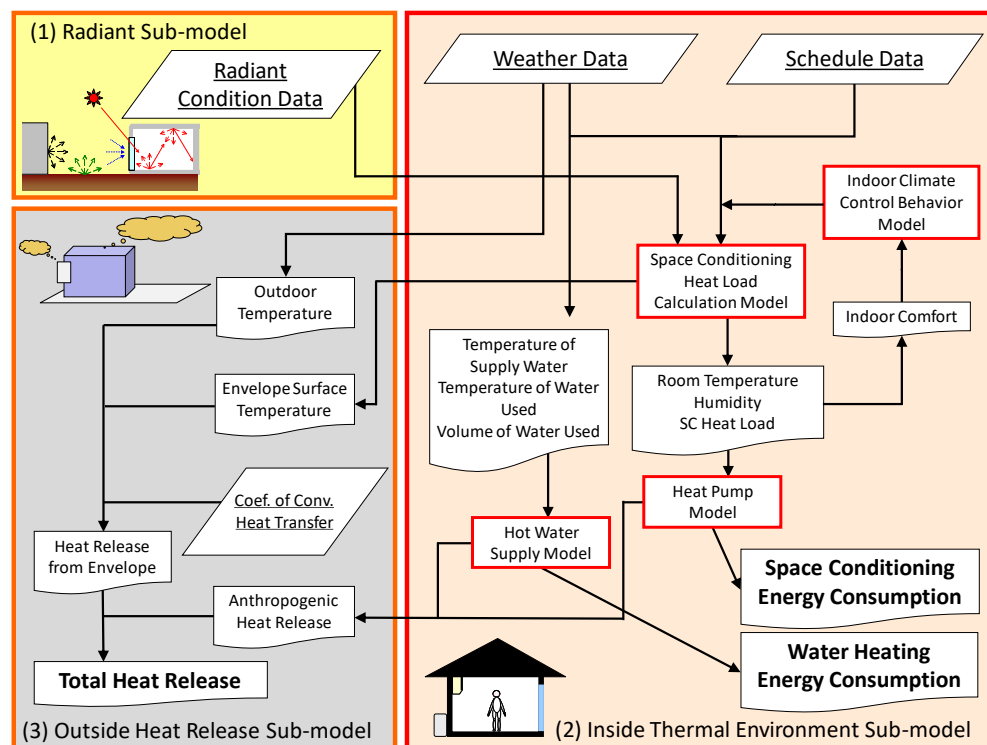 (1) Radiant Sub-model
Radiant
Condition Data
Weather Data
Schedule Data
Indoor Climate
Control Behavior
Model
Space Conditioning
Heat Load
Calculation Model
Indoor Comfort
Outdoor
Temperature
Temperature of
Supply Water
Temperature of Water
Used
Volume of Water Used
Room Temperature
Humidity
SC Heat Load
Envelope Surface
Temperature
Coef. of Conv.
Heat Transfer
Heat Pump
Model
Hot Water
Supply Model
Heat Release
from Envelope
Anthropogenic
Heat Release
Space Conditioning
Energy Consumption
Water Heating
Energy Consumption
Total Heat Release
(3) Outside Heat Release Sub-model
(2) Inside Thermal Environment Sub-model